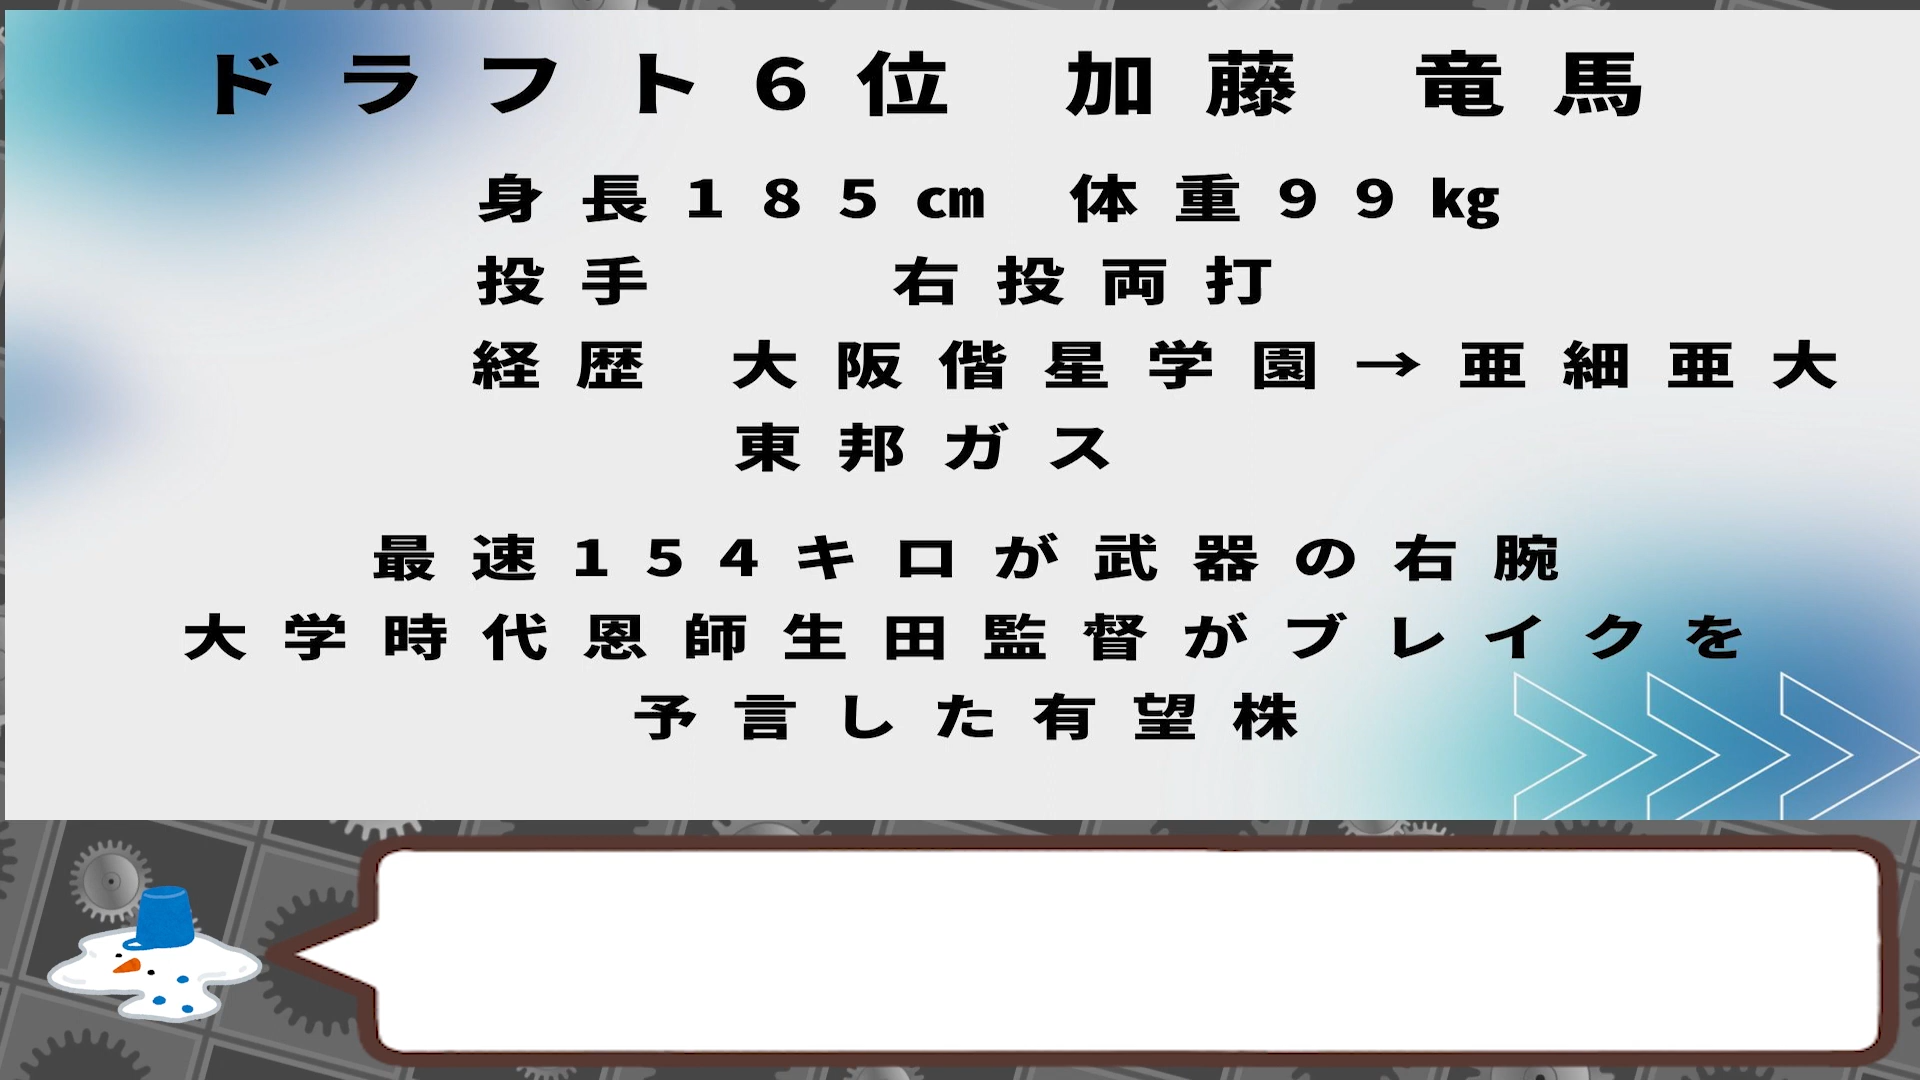 ドラフト6位 加藤 竜馬
身長185cm 体重99kg
投手 右投両打
経歴 大阪偕星学園→亜細亜大
東邦ガス
最速154キロが武器の右腕
大学時代恩師生田監督がブレイクを
予言した有望株